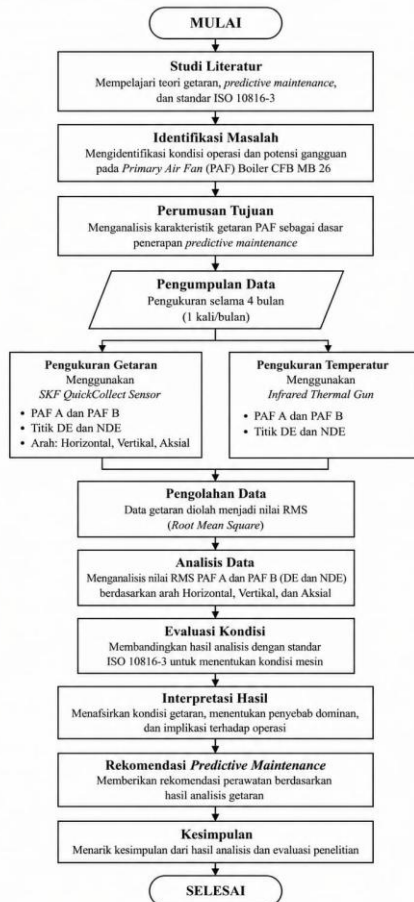 MULAI
Studi Literatur
Mempelajari teori getaran, predictive maintenance,
dan standar ISO 10816-3
Identifikasi Masalah
Mengidentifikasi kondisi operasi dan potensi gangguan
pada Primary Air Fan (PAF) Boiler CFB MB 26
Perumusan Tujuan
Menganalisis karakteristik getaran PAF sebagai dasar
penerapan predictive maintenance
Pengumpulan Data
Pengukuran selama 4 bulan
(1 kali/bulan)
Pengukuran Getaran
Menggunakan
SKF QuickCollect Sensor
• PAF A dan PAF B
• Titik DE dan NDE
• Arah: Horizontal, Vertikal, Aksial
Pengukuran Temperatur
Menggunakan
Infrared Thermal Gun
• PAF A dan PAF B
• Titik DE dan NDE
Pengolahan Data
Data getaran diolah menjadi nilai RMS
(Root Mean Square)
Analisis Data
Menganalisis nilai RMS PAF A dan PAF B (DE dan NDE)
berdasarkan arah Horizontal, Vertikal, dan Aksial
Evaluasi Kondisi
Membandingkan hasil analisis dengan standar
ISO 10816-3 untuk menentukan kondisi mesin
Interpretasi Hasil
Menafsirkan kondisi getaran, menentukan penyebab dominan,
dan implikasi terhadap operasi
Rekomendasi Predictive Maintenance
Memberikan rekomendasi perawatan berdasarkan
hasil analisis getaran
Kesimpulan
Menarik kesimpulan dari hasil analisis dan evaluasi penelitian
SELESAI